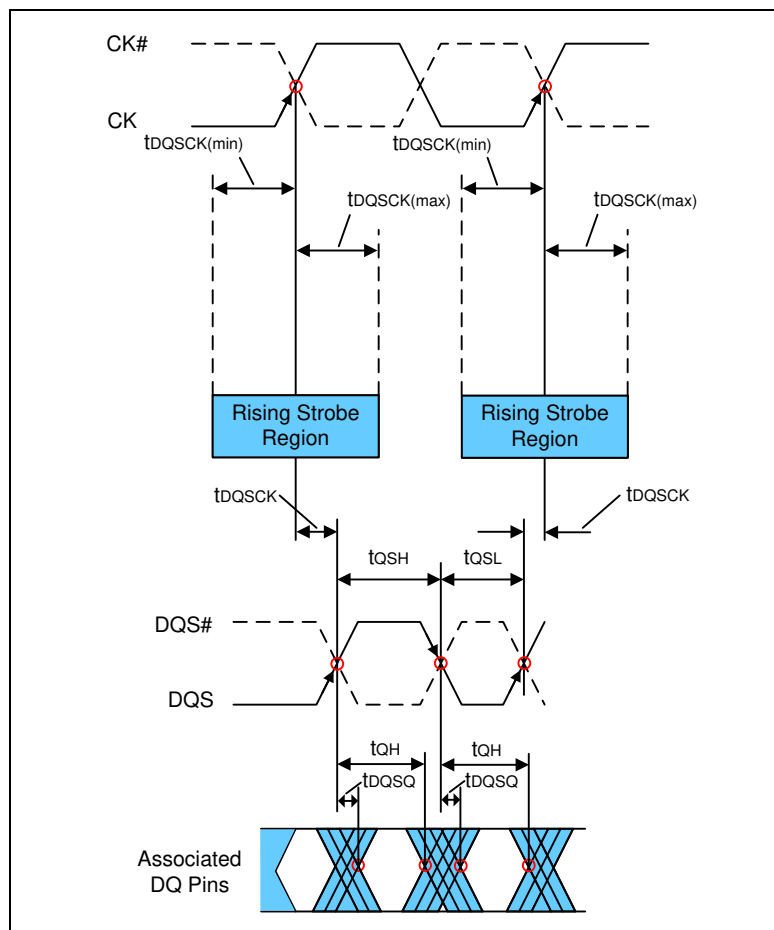 CK#
CK
tDQSCK(min)
tDQSCK(min)
tDQSCK(max)
tDQSCK(max)
Rising Strobe
Region
Rising Strobe
Region
tDQSCK
tDQSCK
tQSH
tQSL
DQS#
DQS
tQH
tQH
tDQSQ
tDQSQ
Associated
DQ Pins